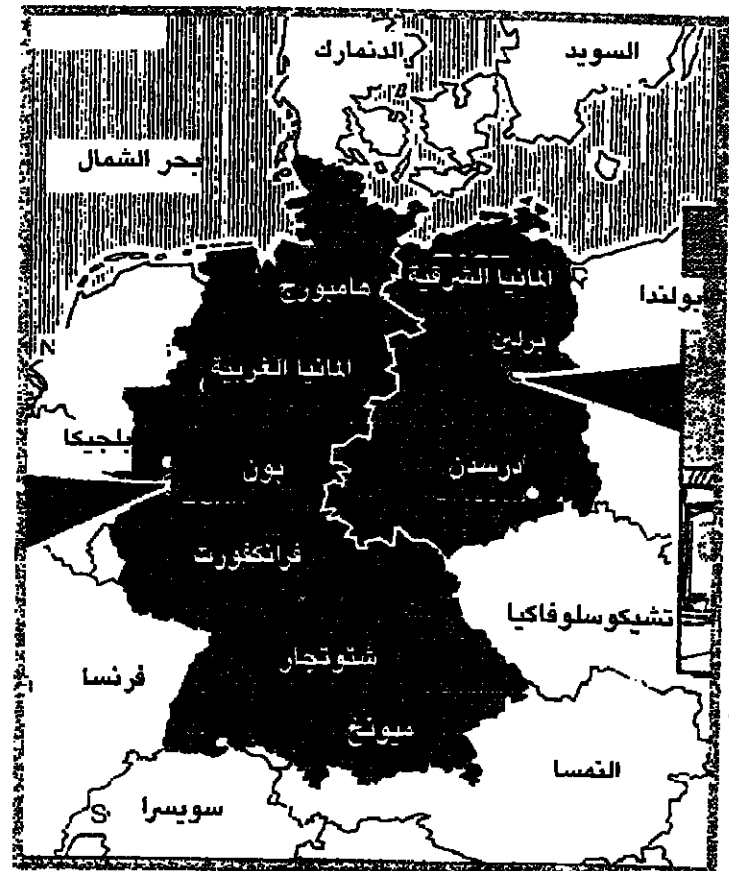 السويد
الدنمارك
بحر الشمال
المانيا الشرقية
هامبورج
بولندا
برلين
المانيا الغربية
بلجيكا
بون
درسدن
فرانكفورت
تشيكوسلوفاكيا
شتوتجار
فرنسا
ميونخ
النمسا
سويسرا
N
S